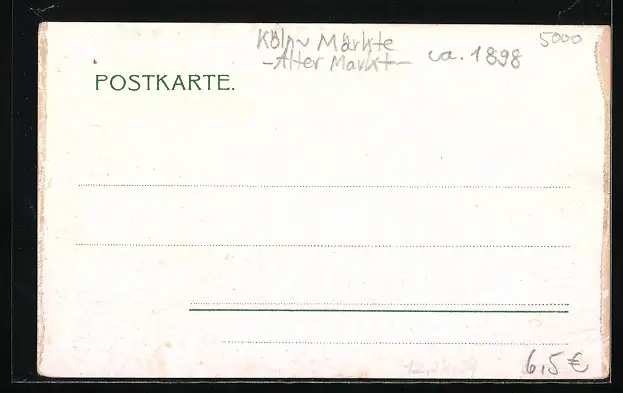 Köln~ Märkte
-Alter Markt-
ca. 1898
5000
POSTKARTE.
6,5 €